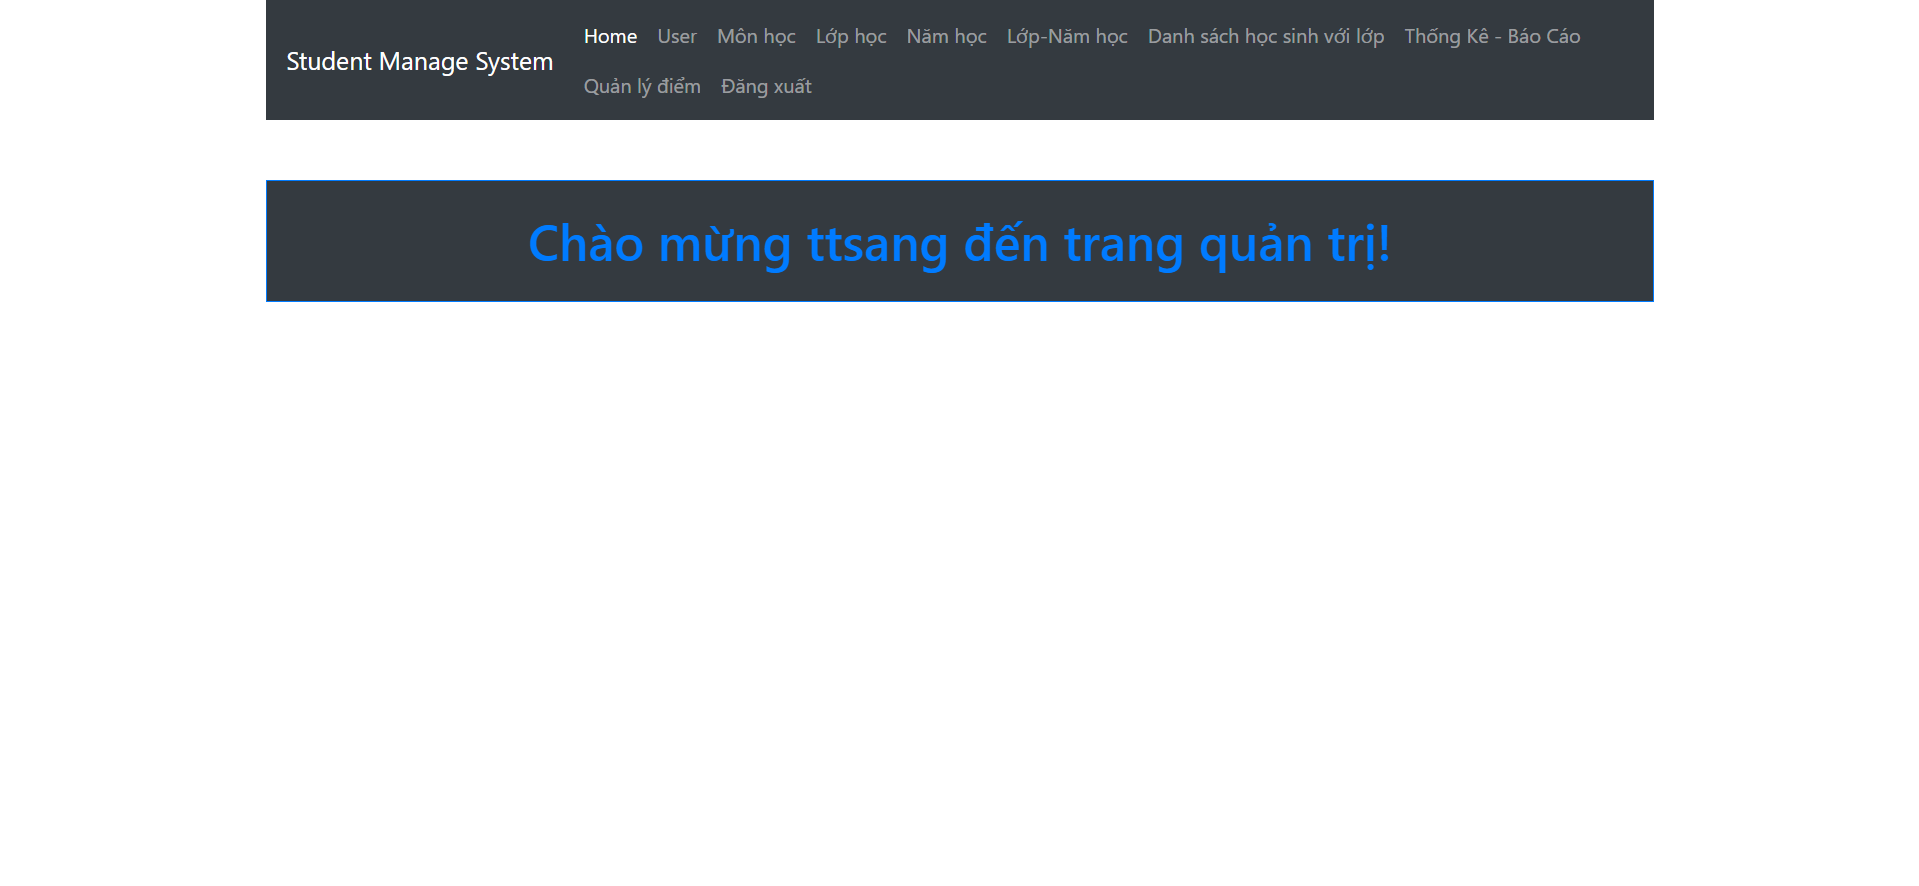 Student Manage System
Home User Môn học Lớp học Năm học Lớp-Năm học Danh sách học sinh với lớp Thống Kê - Báo Cáo
Quản lý điểm Đăng xuất
Chào mừng ttsang đến trang quản trị!